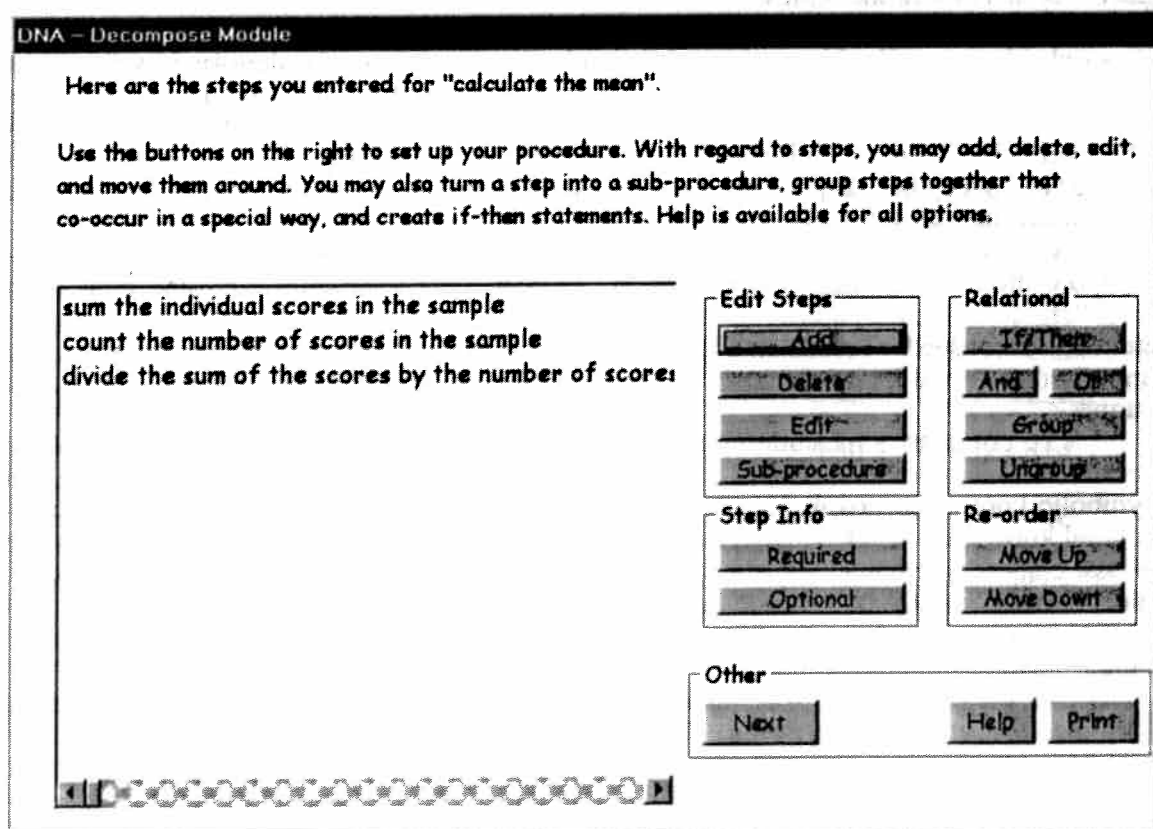 DNA – Decompose Module
Here are the steps you entered for "calculate the mean".
Use the buttons on the right to set up your procedure. With regard to steps, you may add, delete, edit,
and move them around. You may also turn a step into a sub-procedure, group steps together that
co-occur in a special way, and create if-then statements. Help is available for all options.
sum the individual scores in the sample
count the number of scores in the sample
divide the sum of the scores by the number of scores
Edit Steps
Add
Delete
Edit
Sub-procedure
Relational
If/Then
And Or
Group
Ungroup
Step Info
Required
Optional
Re-order
Move Up
Move Down
Other
Next Help Print